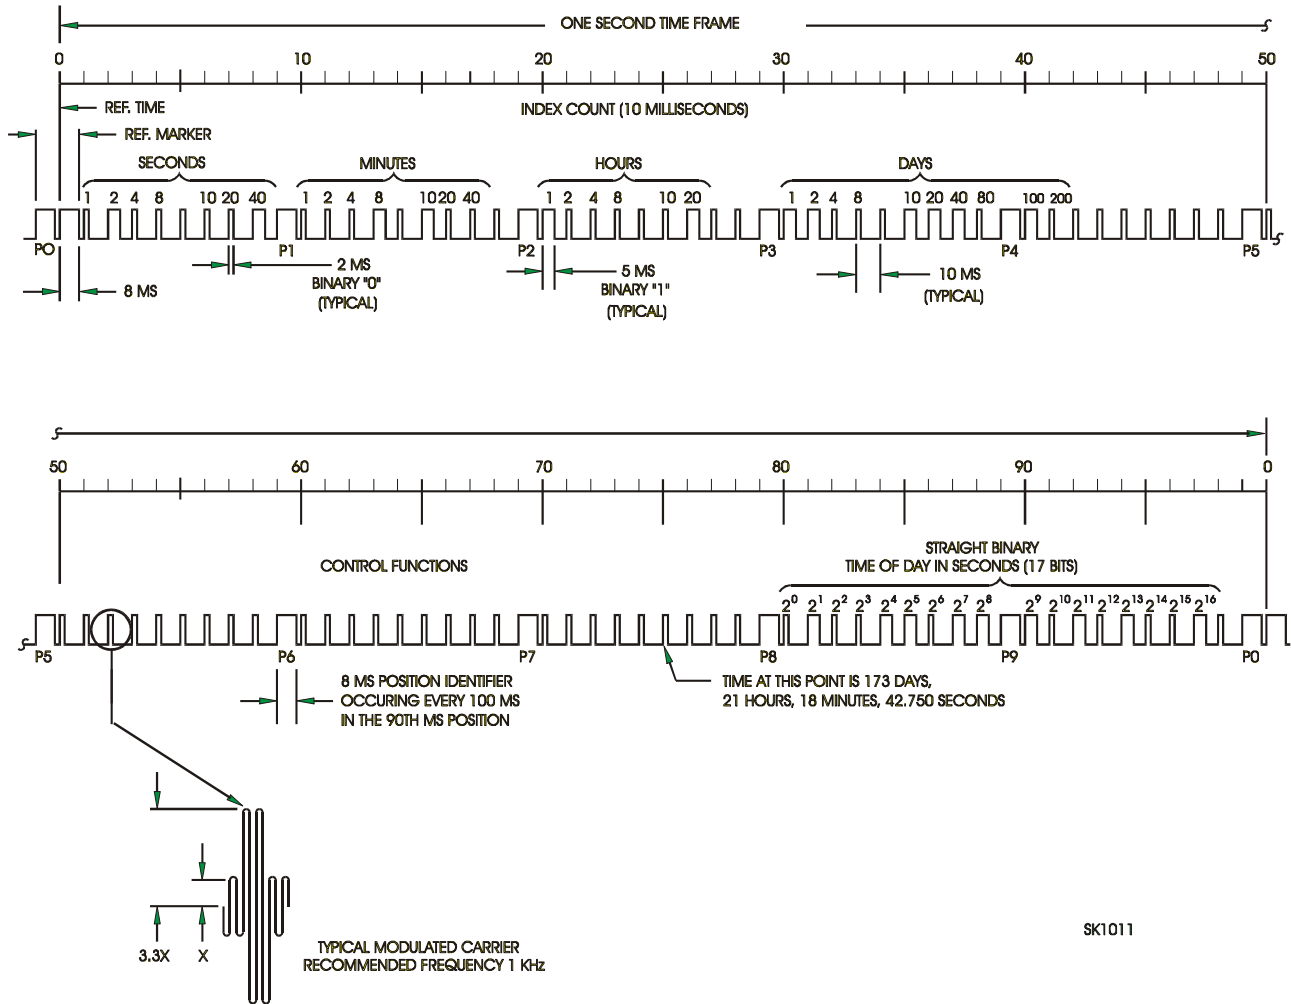 ONE SECOND TIME FRAME
0 10 20 30 40 50
REF. TIME
INDEX COUNT (10 MILLISECONDS)
REF. MARKER
SECONDS MINUTES HOURS DAYS
1 2 4 8 10 20 40 1 2 4 8 10 20 40 1 2 4 8 10 20 1 2 4 8 10 20 40 80 100 200
PO P1 P2 P3 P4 P5
8 MS
2 MS
BINARY "0"
(TYPICAL)
5 MS
BINARY "1"
(TYPICAL)
10 MS
(TYPICAL)
50 60 70 80 90 0
CONTROL FUNCTIONS
STRAIGHT BINARY
TIME OF DAY IN SECONDS (17 BITS)
2⁰ 2¹ 2² 2³ 2⁴ 2⁵ 2⁶ 2⁷ 2⁸ 2⁹ 2¹⁰ 2¹¹ 2¹² 2¹³ 2¹⁴ 2¹⁵ 2¹⁶
P5 P6 P7 P8 P9 P0
8 MS POSITION IDENTIFIER
OCCURING EVERY 100 MS
IN THE 90TH MS POSITION
TIME AT THIS POINT IS 173 DAYS,
21 HOURS, 18 MINUTES, 42.750 SECONDS
3.3X X
TYPICAL MODULATED CARRIER
RECOMMENDED FREQUENCY 1 KHz
SK1011